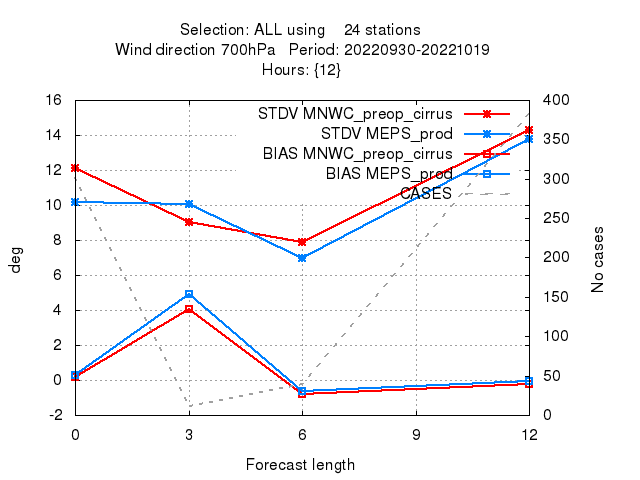 Selection: ALL using    24 stations
Wind direction 700hPa   Period: 20220930-20221019
Hours: {12}
STDV MNWC_preop_cirrus
STDV MEPS_prod
BIAS MNWC_preop_cirrus
BIAS MEPS_prod
CASES
16
14
12
10
8
6
4
2
0
-2
deg
400
350
300
250
200
150
100
50
0
No cases
0 3 6 9 12
Forecast length